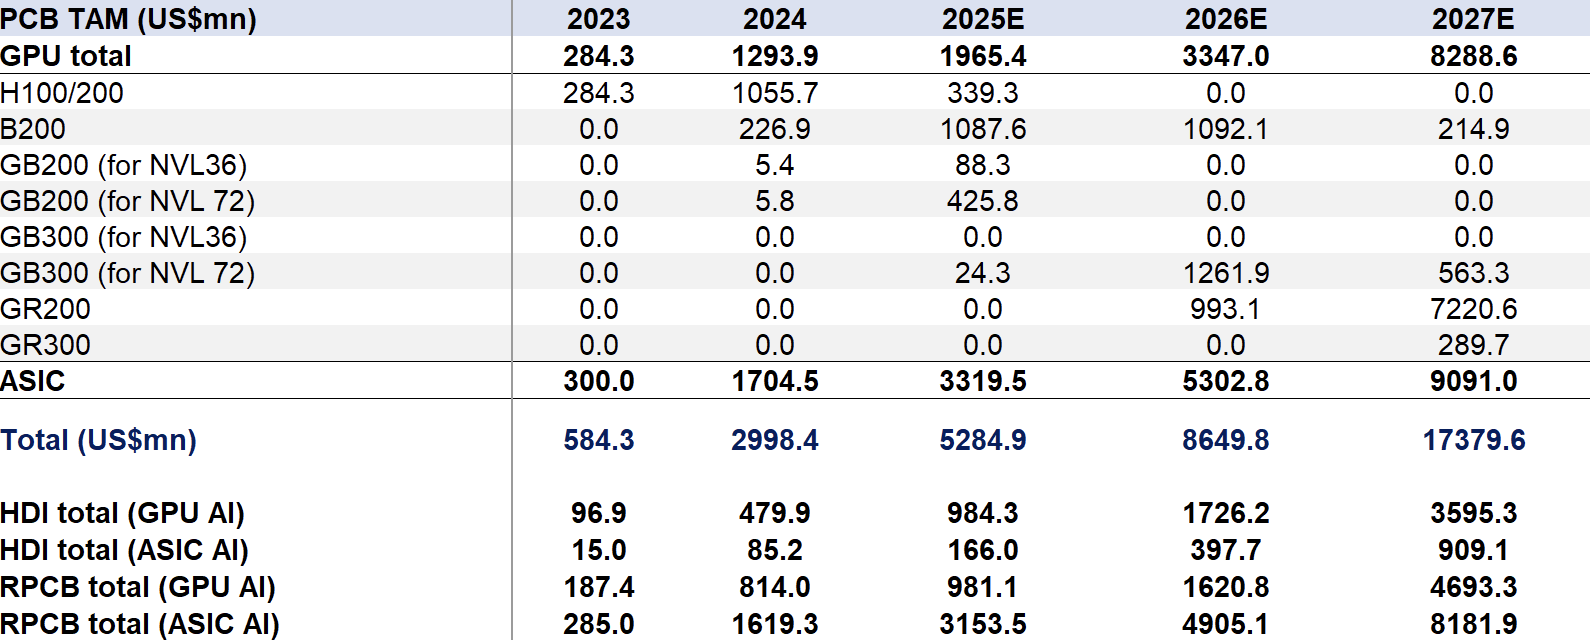 PCB TAM (US$mn) 2023 2024 2025E 2026E 2027E
GPU total 284.3 1293.9 1965.4 3347.0 8288.6
H100/200 284.3 1055.7 339.3 0.0 0.0
B200 0.0 226.9 1087.6 1092.1 214.9
GB200 (for NVL36) 0.0 5.4 88.3 0.0 0.0
GB200 (for NVL 72) 0.0 5.8 425.8 0.0 0.0
GB300 (for NVL36) 0.0 0.0 0.0 0.0 0.0
GB300 (for NVL 72) 0.0 0.0 24.3 1261.9 563.3
GR200 0.0 0.0 0.0 993.1 7220.6
GR300 0.0 0.0 0.0 0.0 289.7
ASIC 300.0 1704.5 3319.5 5302.8 9091.0
Total (US$mn) 584.3 2998.4 5284.9 8649.8 17379.6
HDI total (GPU AI) 96.9 479.9 984.3 1726.2 3595.3
HDI total (ASIC AI) 15.0 85.2 166.0 397.7 909.1
RPCB total (GPU AI) 187.4 814.0 981.1 1620.8 4693.3
RPCB total (ASIC AI) 285.0 1619.3 3153.5 4905.1 8181.9